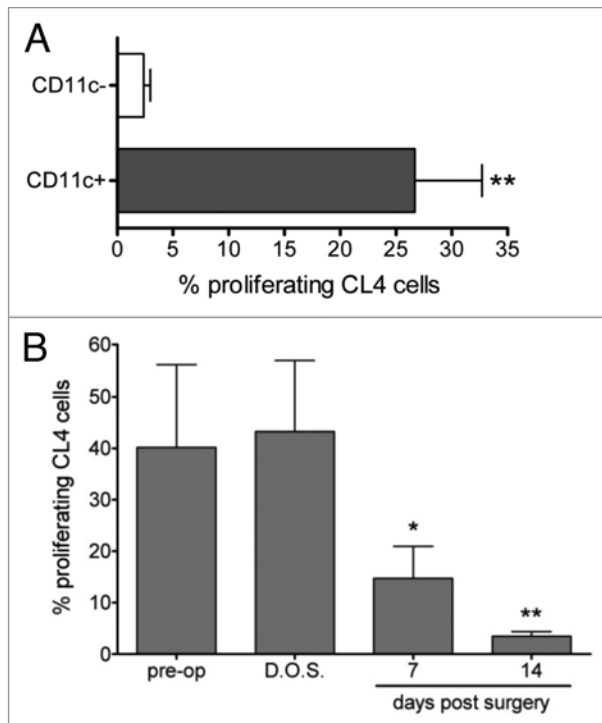 A
CD11c-
CD11c+
**
0 5 10 15 20 25 30 35
% proliferating CL4 cells
B
% proliferating CL4 cells
60
50
40
30
20
10
0
*
**
pre-op D.O.S. 7 14
days post surgery